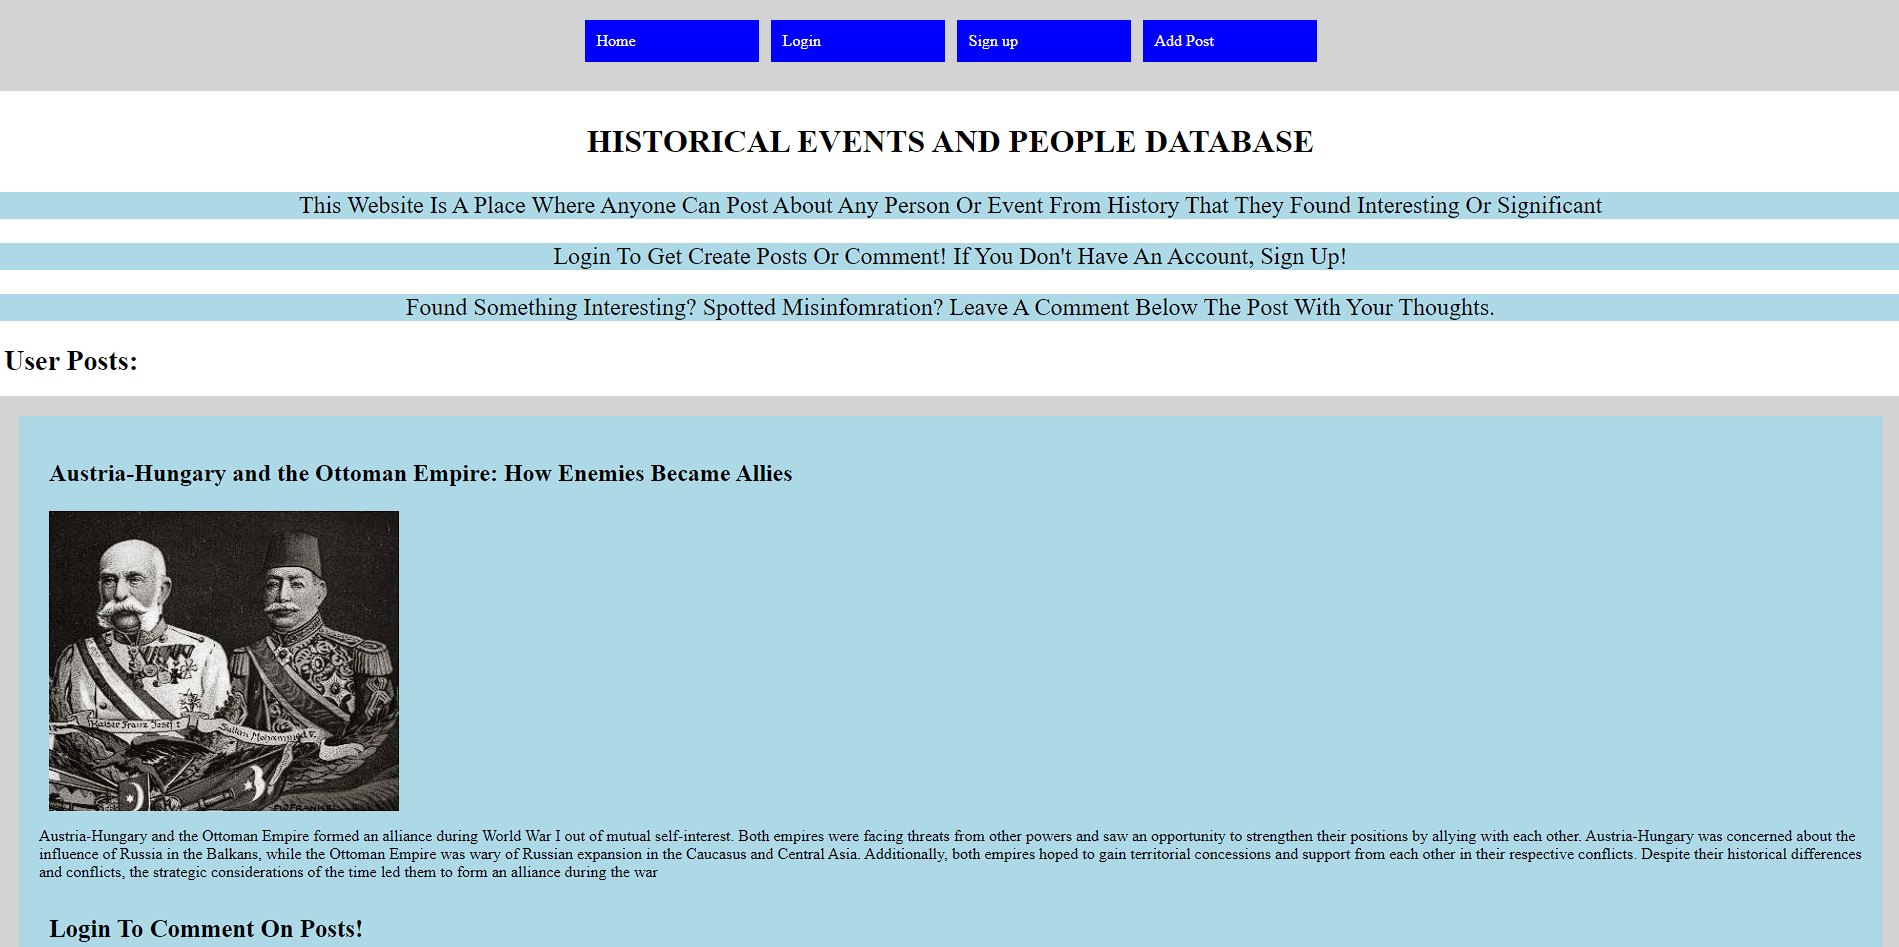 Home
Login
Sign up
Add Post
HISTORICAL EVENTS AND PEOPLE DATABASE
This Website Is A Place Where Anyone Can Post About Any Person Or Event From History That They Found Interesting Or Significant
Login To Get Create Posts Or Comment! If You Don't Have An Account, Sign Up!
Found Something Interesting? Spotted Misinfomration? Leave A Comment Below The Post With Your Thoughts.
User Posts:
Austria-Hungary and the Ottoman Empire: How Enemies Became Allies
Kaiser Franz Josef I
Sultan Mohammed V.
Austria-Hungary and the Ottoman Empire formed an alliance during World War I out of mutual self-interest. Both empires were facing threats from other powers and saw an opportunity to strengthen their positions by allying with each other. Austria-Hungary was concerned about the
influence of Russia in the Balkans, while the Ottoman Empire was wary of Russian expansion in the Caucasus and Central Asia. Additionally, both empires hoped to gain territorial concessions and support from each other in their respective conflicts. Despite their historical differences
and conflicts, the strategic considerations of the time led them to form an alliance during the war
Login To Comment On Posts!